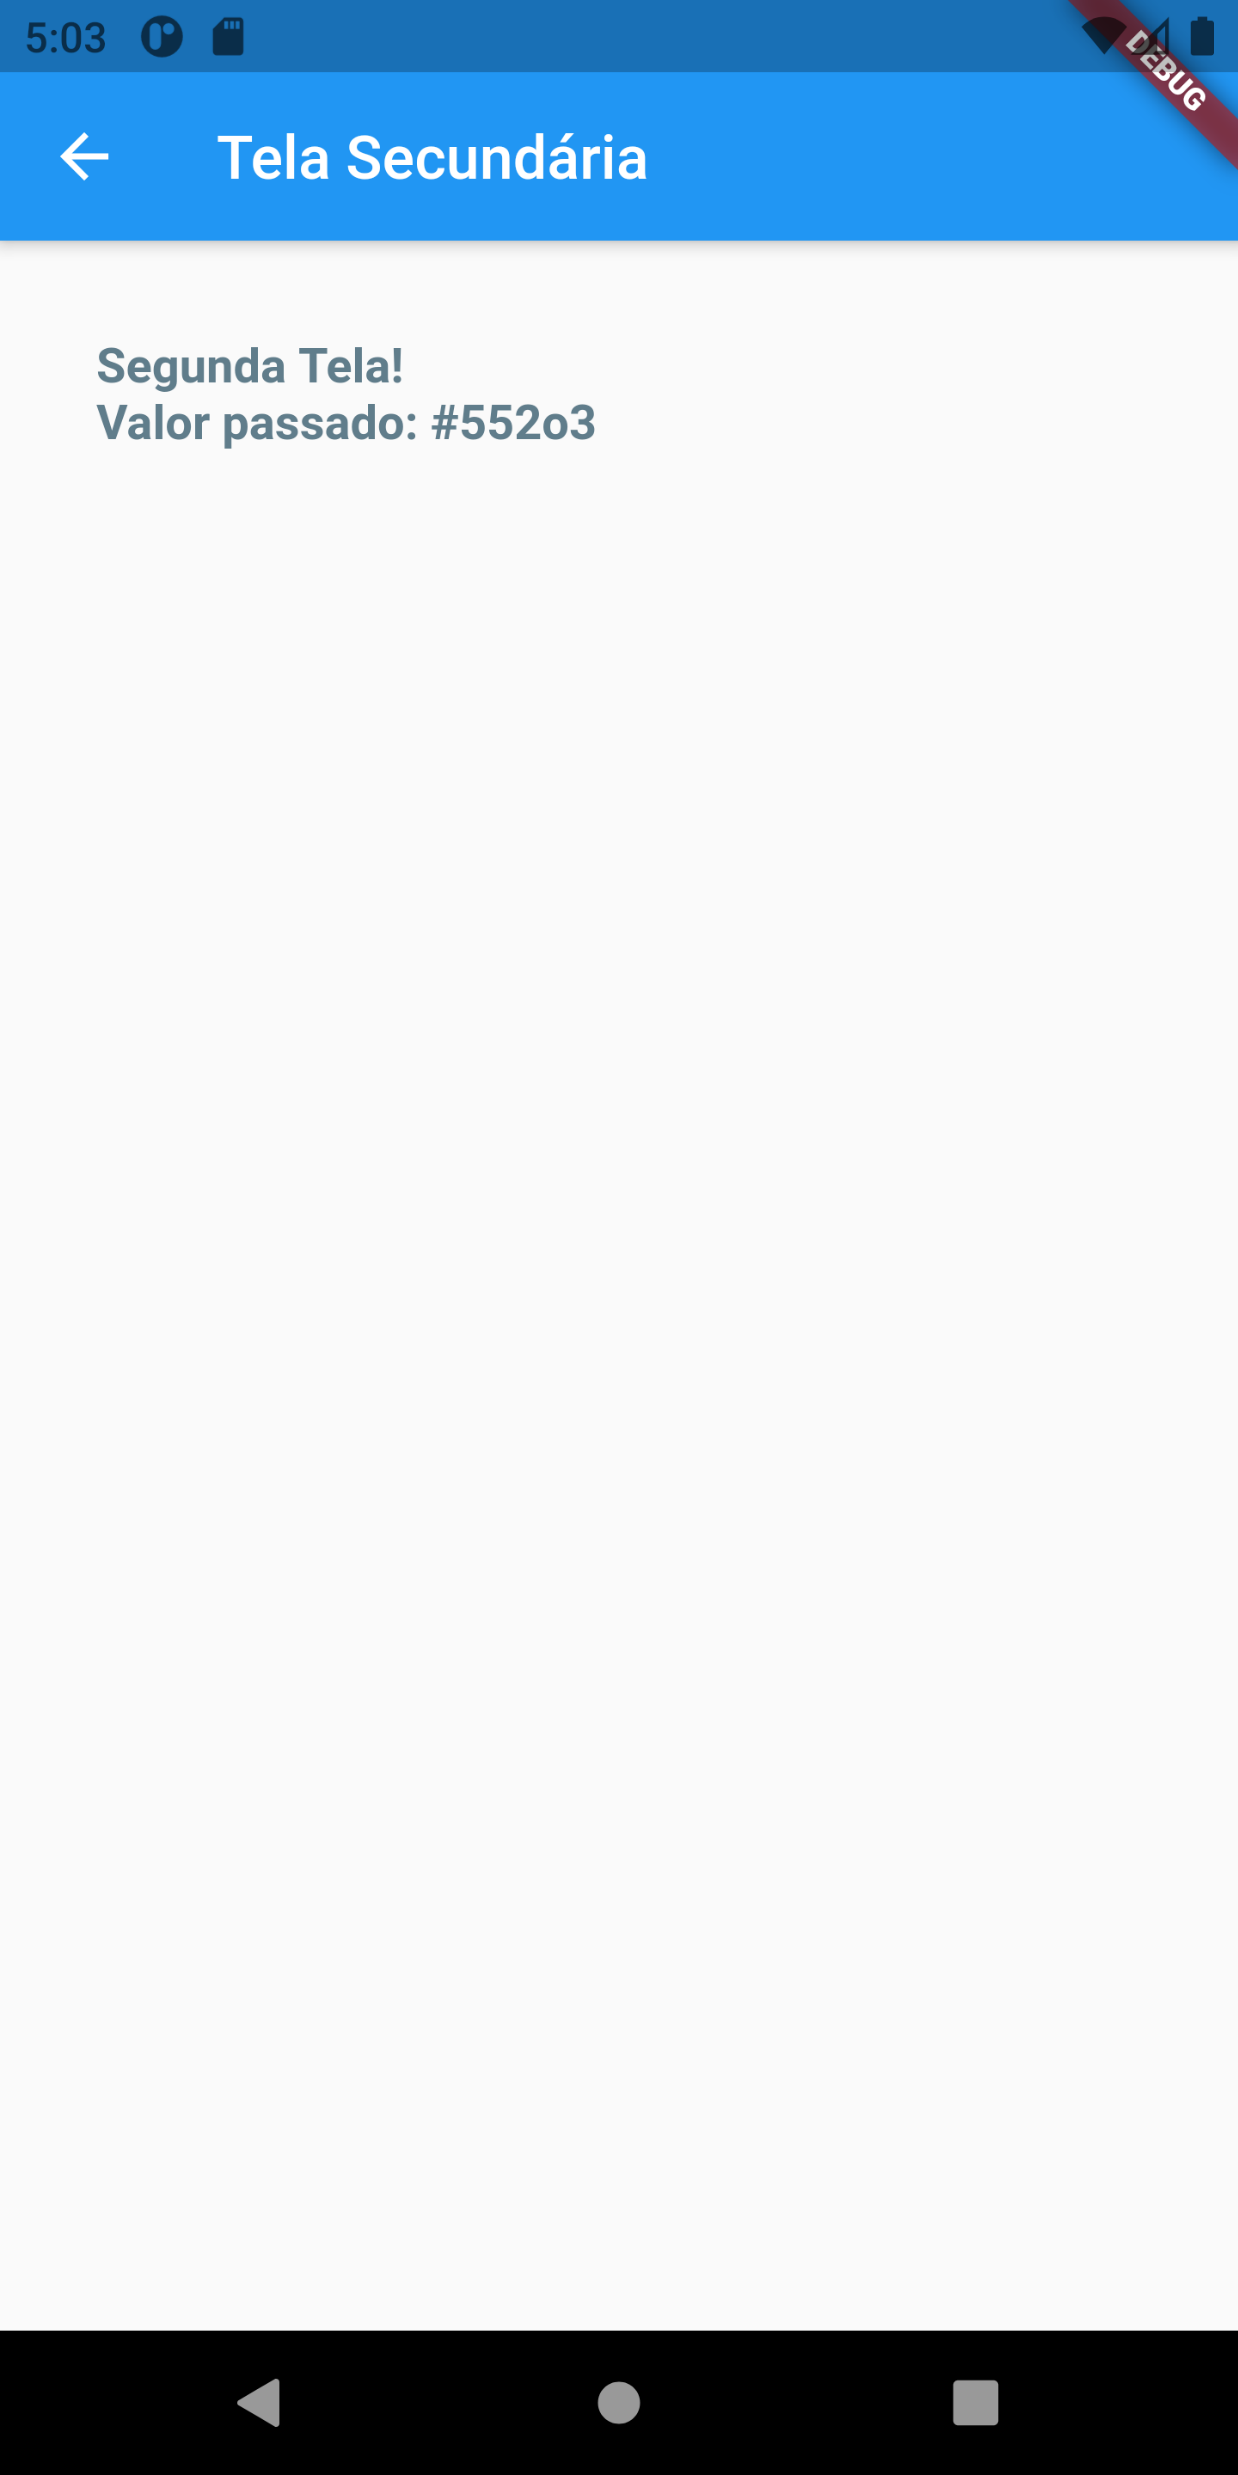 5:03
DEBUG
Tela Secundária
Segunda Tela!
Valor passado: #552o3